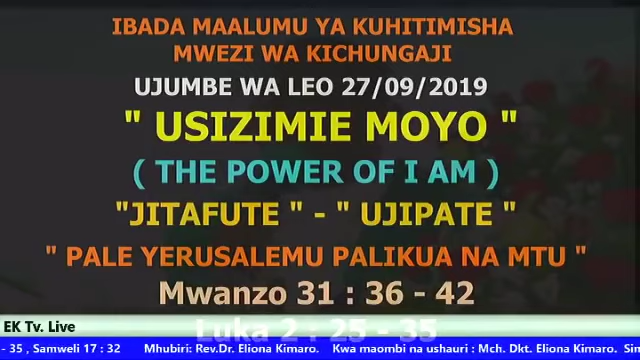 IBADA MAALUMU YA KUHITIMISHA
MWEZI WA KICHUNGAJI
UJUMBE WA LEO 27/09/2019
" USIZIMIE MOYO "
( THE POWER OF I AM )
"JITAFUTE " - " UJIPATE "
" PALE YERUSALEMU PALIKUA NA MTU "
Mwanzo 31 : 36 - 42
Luka 2 : 25 - 35
EK Tv. Live
- 35 , Samweli 17 : 32 Mhubiri: Rev.Dr. Eliona Kimaro. Kwa maombi na ushauri : Mch. Dkt. Eliona Kimaro. Sin